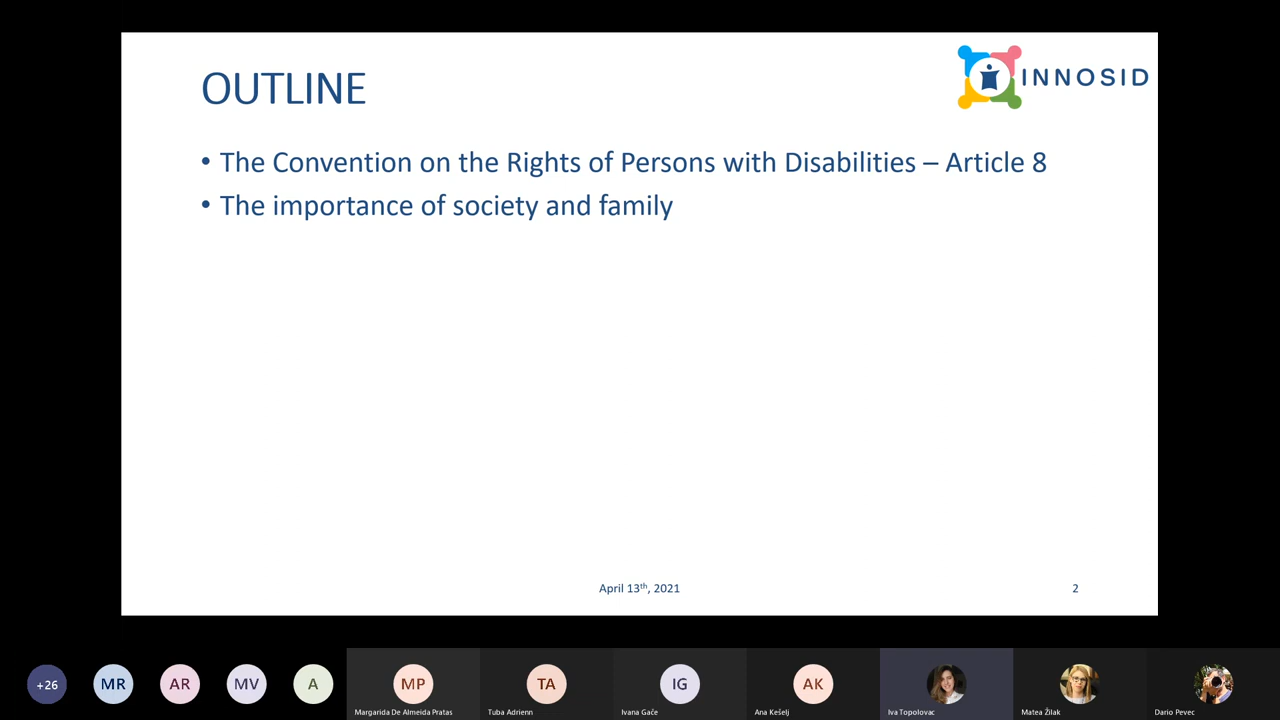 OUTLINE
INNOSID
• The Convention on the Rights of Persons with Disabilities – Article 8
• The importance of society and family
April 13th, 2021
2
+26
MR
AR
MV
A
MP
TA
IG
AK
Margarida De Almeida Pratas
Tuba Adrienn
Ivana Gače
Ana Kešelj
Iva Topolovac
Matea Žilak
Dario Pevec